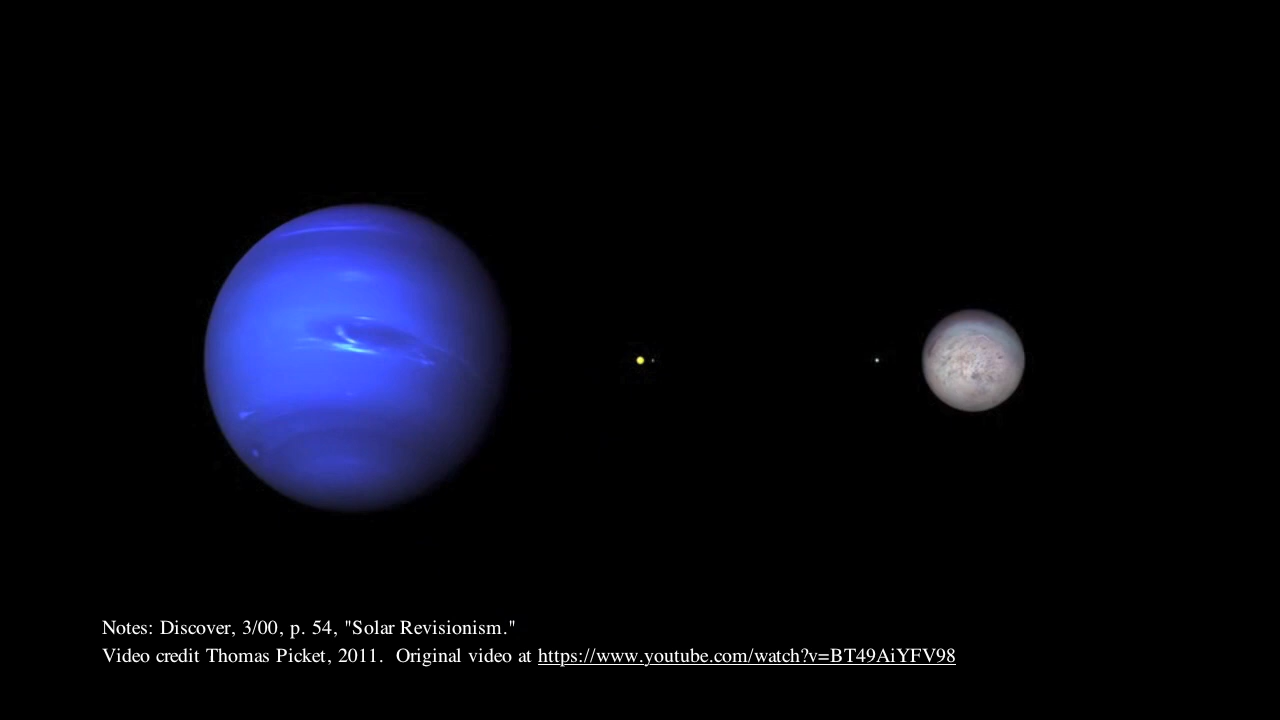 Notes: Discover, 3/00, p. 54, "Solar Revisionism."
Video credit Thomas Picket, 2011.  Original video at https://www.youtube.com/watch?v=BT49AiYFV98